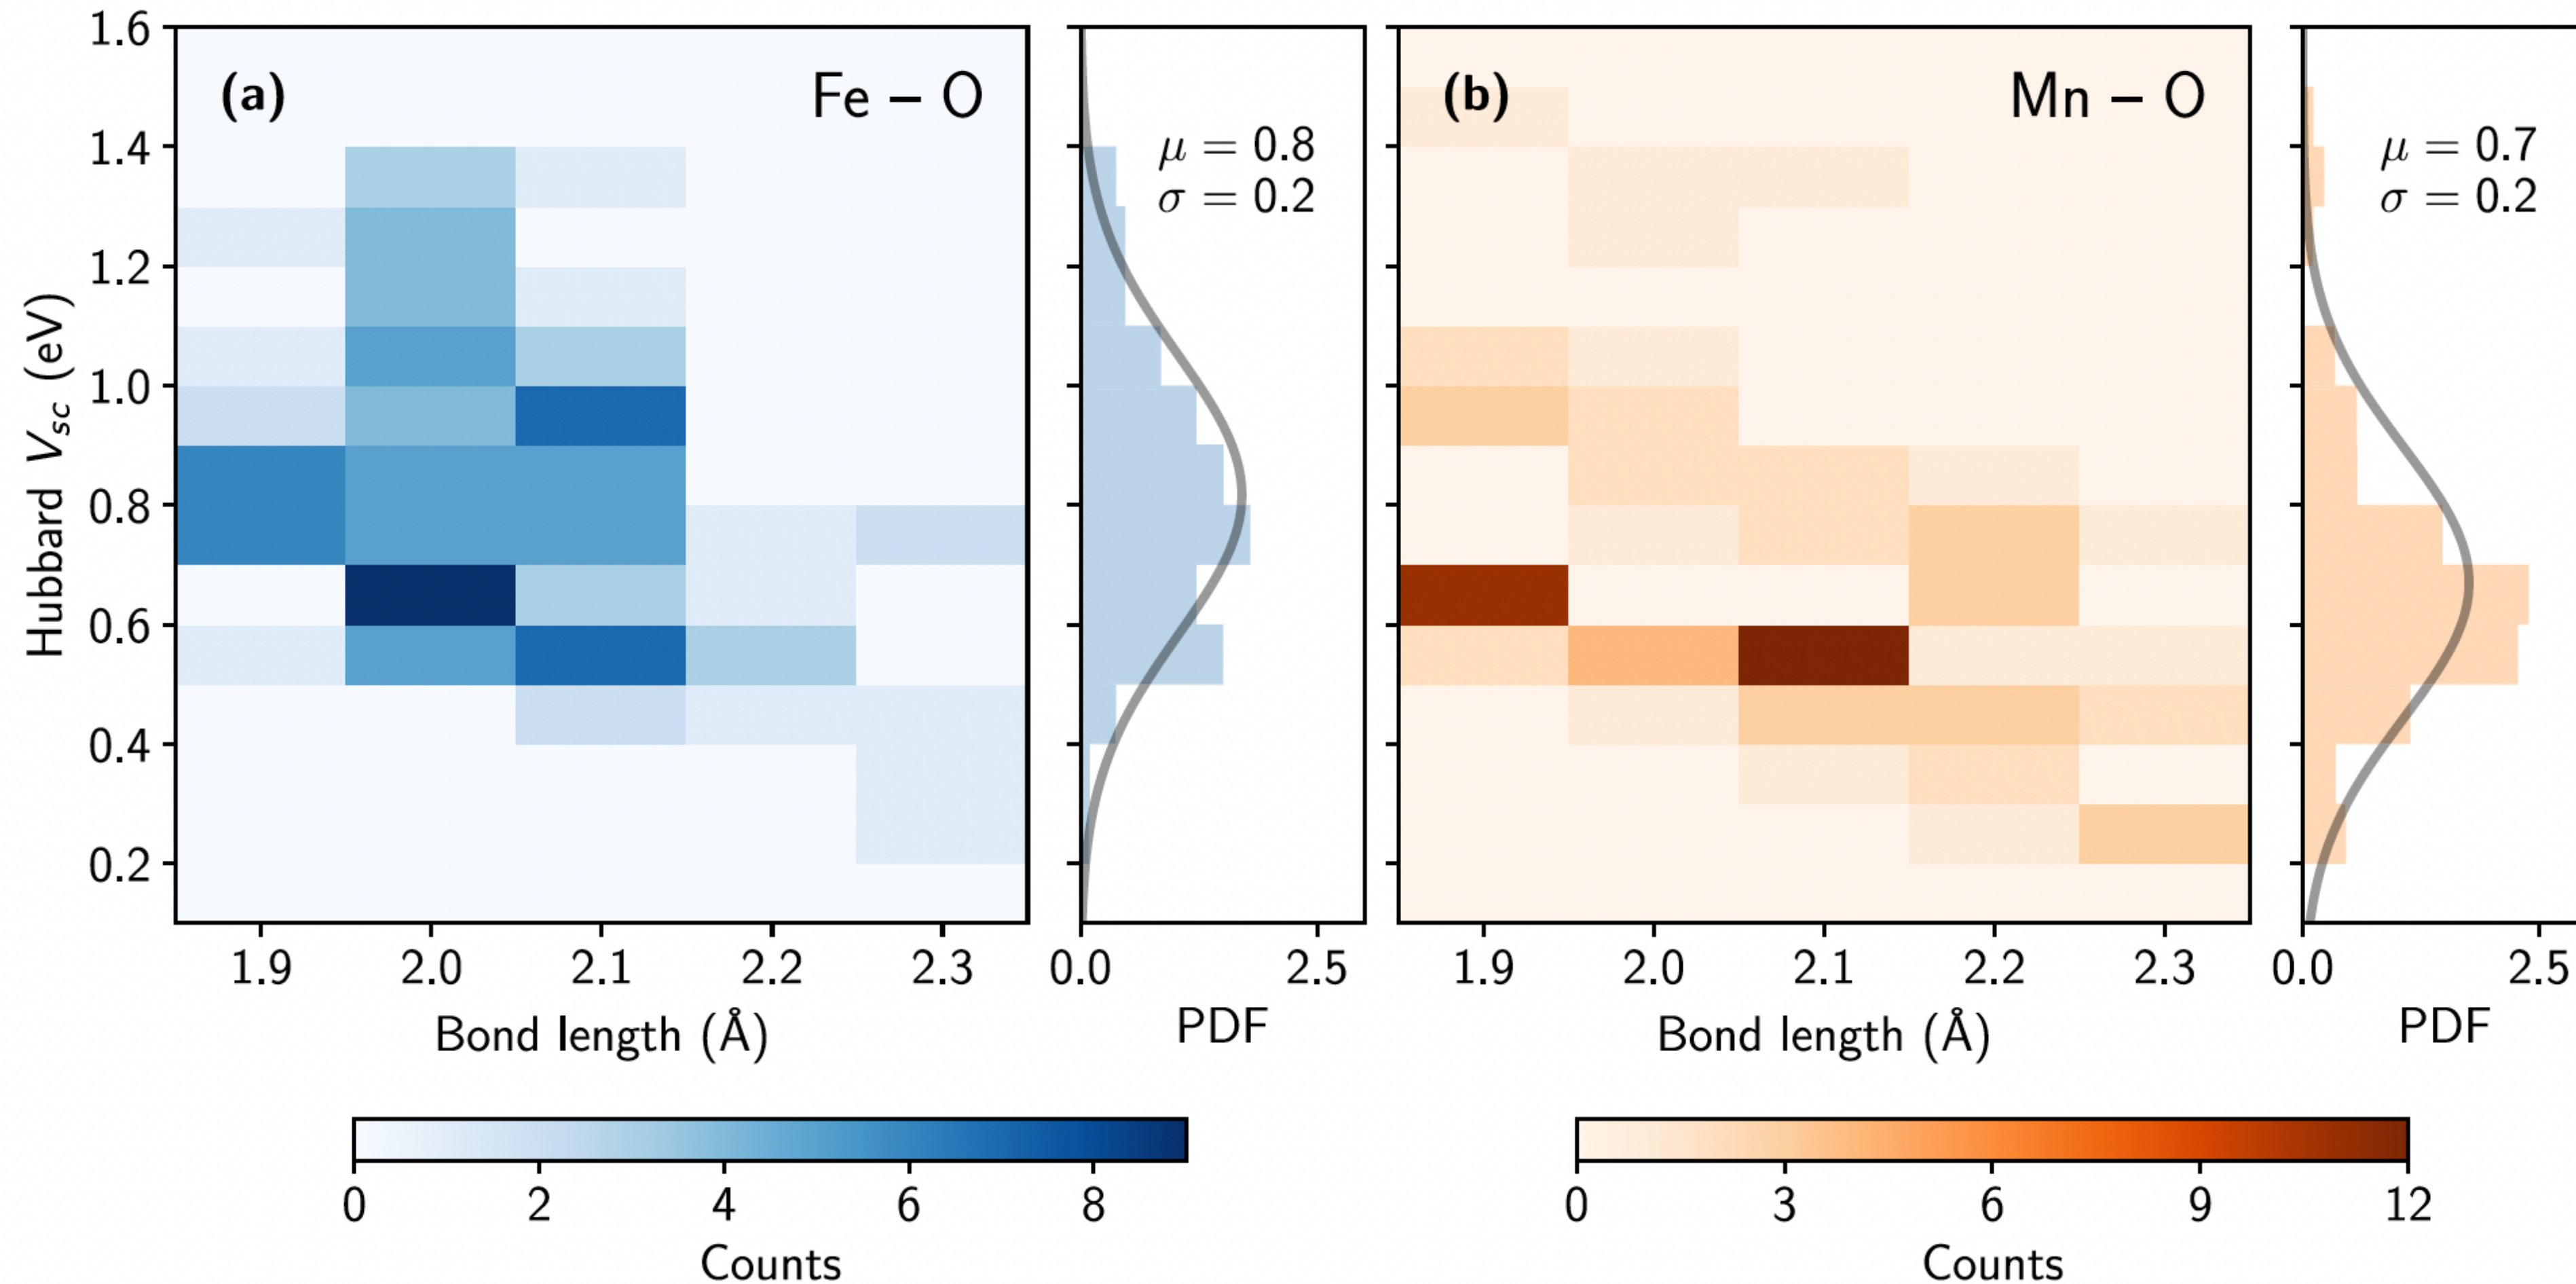 (a)
Fe – O
μ = 0.8
σ = 0.2
(b)
Mn – O
μ = 0.7
σ = 0.2
Hubbard V_sc (eV)
1.6
1.4
1.2
1.0
0.8
0.6
0.4
0.2
1.9 2.0 2.1 2.2 2.3
Bond length (Å)
0.0 2.5
PDF
1.9 2.0 2.1 2.2 2.3
Bond length (Å)
0.0 2.5
PDF
0 2 4 6 8
Counts
0 3 6 9 12
Counts